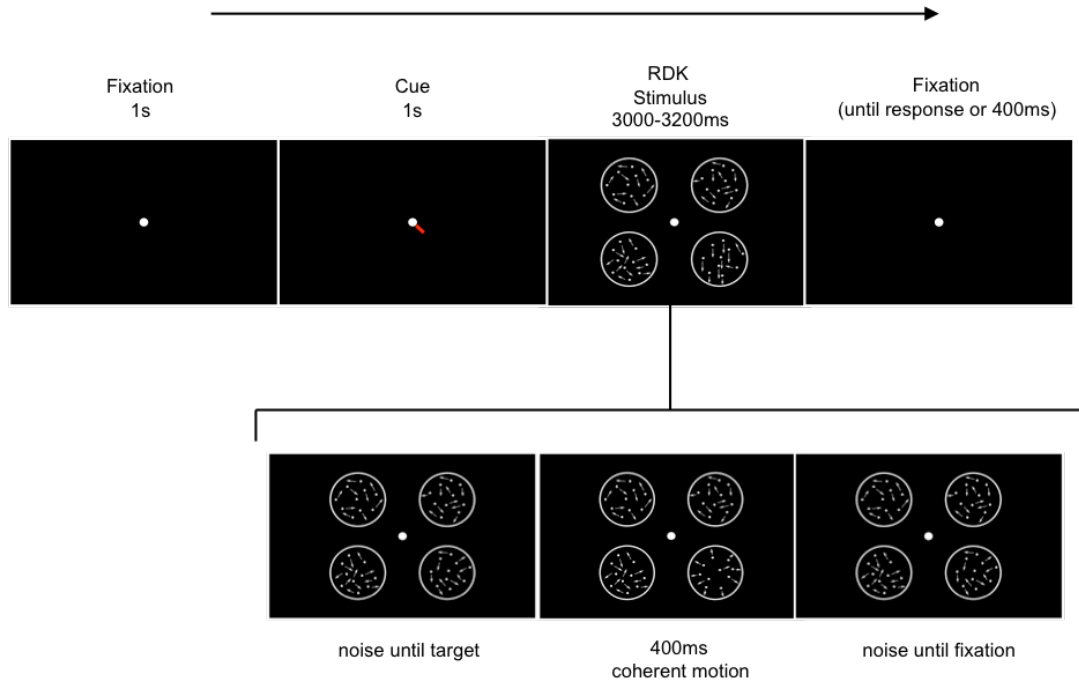 Fixation
1s
Cue
1s
RDK
Stimulus
3000-3200ms
Fixation
(until response or 400ms)
noise until target
400ms
coherent motion
noise until fixation